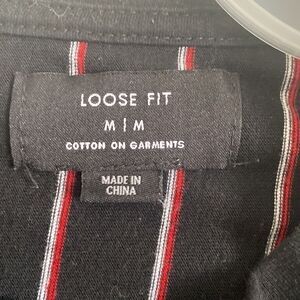 LOOSE FIT
M | M
COTTON ON GARMENTS
MADE IN
CHINA